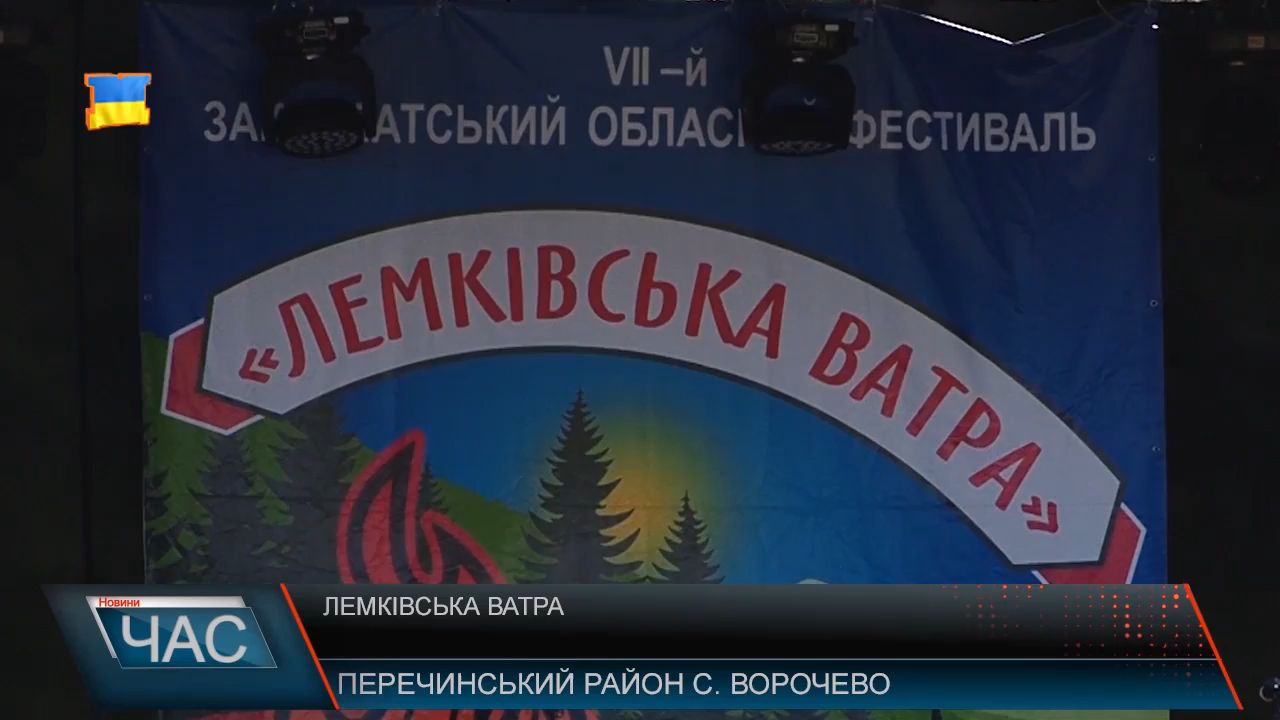 VII –й
ФЕСТИВАЛЬ
«ЛЕМКІВСЬКА ВАТРА»
Новини
ЧАС
ЛЕМКІВСЬКА ВАТРА
ПЕРЕЧИНСЬКИЙ РАЙОН С. ВОРОЧЕВО